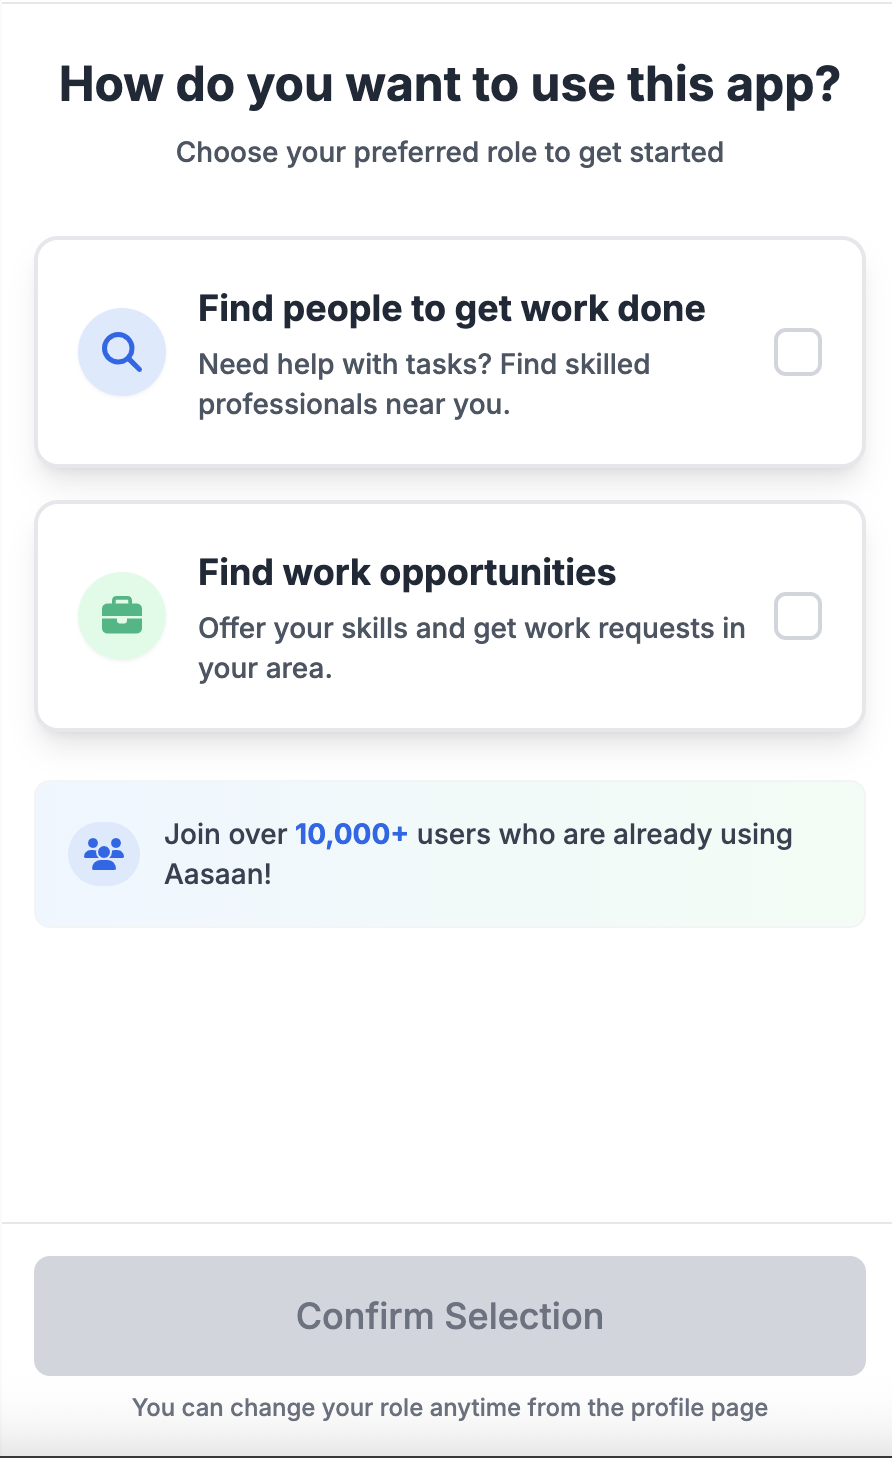 How do you want to use this app?
Choose your preferred role to get started
Find people to get work done
Need help with tasks? Find skilled
professionals near you.
Find work opportunities
Offer your skills and get work requests in
your area.
Join over 10,000+ users who are already using
Aasaan!
Confirm Selection
You can change your role anytime from the profile page